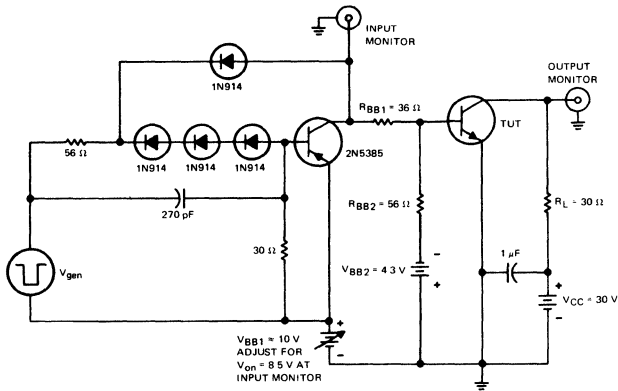 INPUT
MONITOR
1N914
OUTPUT
MONITOR
RBB1 = 36 Ω
TUT
56 Ω
1N914
1N914
1N914
2N5385
270 pF
RBB2 = 56 Ω
RL = 30 Ω
30 Ω
1 μF
Vgen
-
VBB2 = 4 3 V
+
+
VCC = 30 V
-
+
-
VBB1 ≈ 10 V
ADJUST FOR
Von = 8 5 V AT
INPUT MONITOR